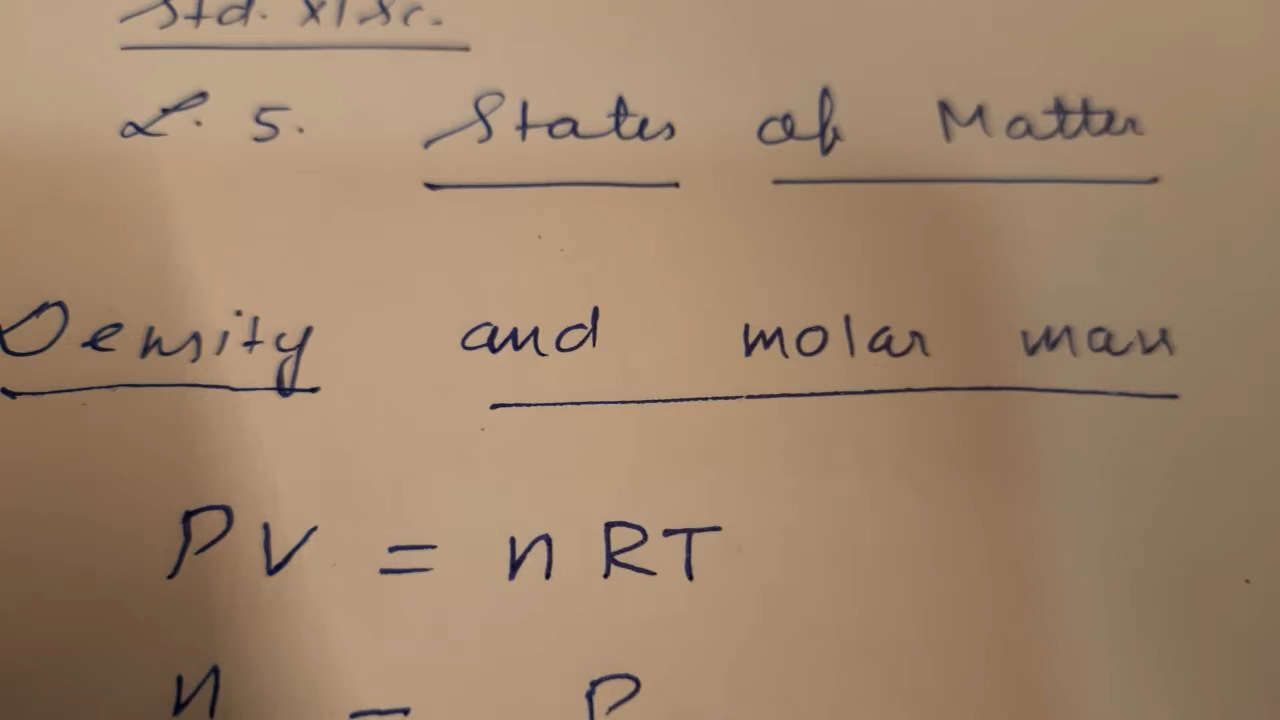 Std. XI Sc.
L. 5. States of Matter
Density and molar mass
PV = nRT
n = P